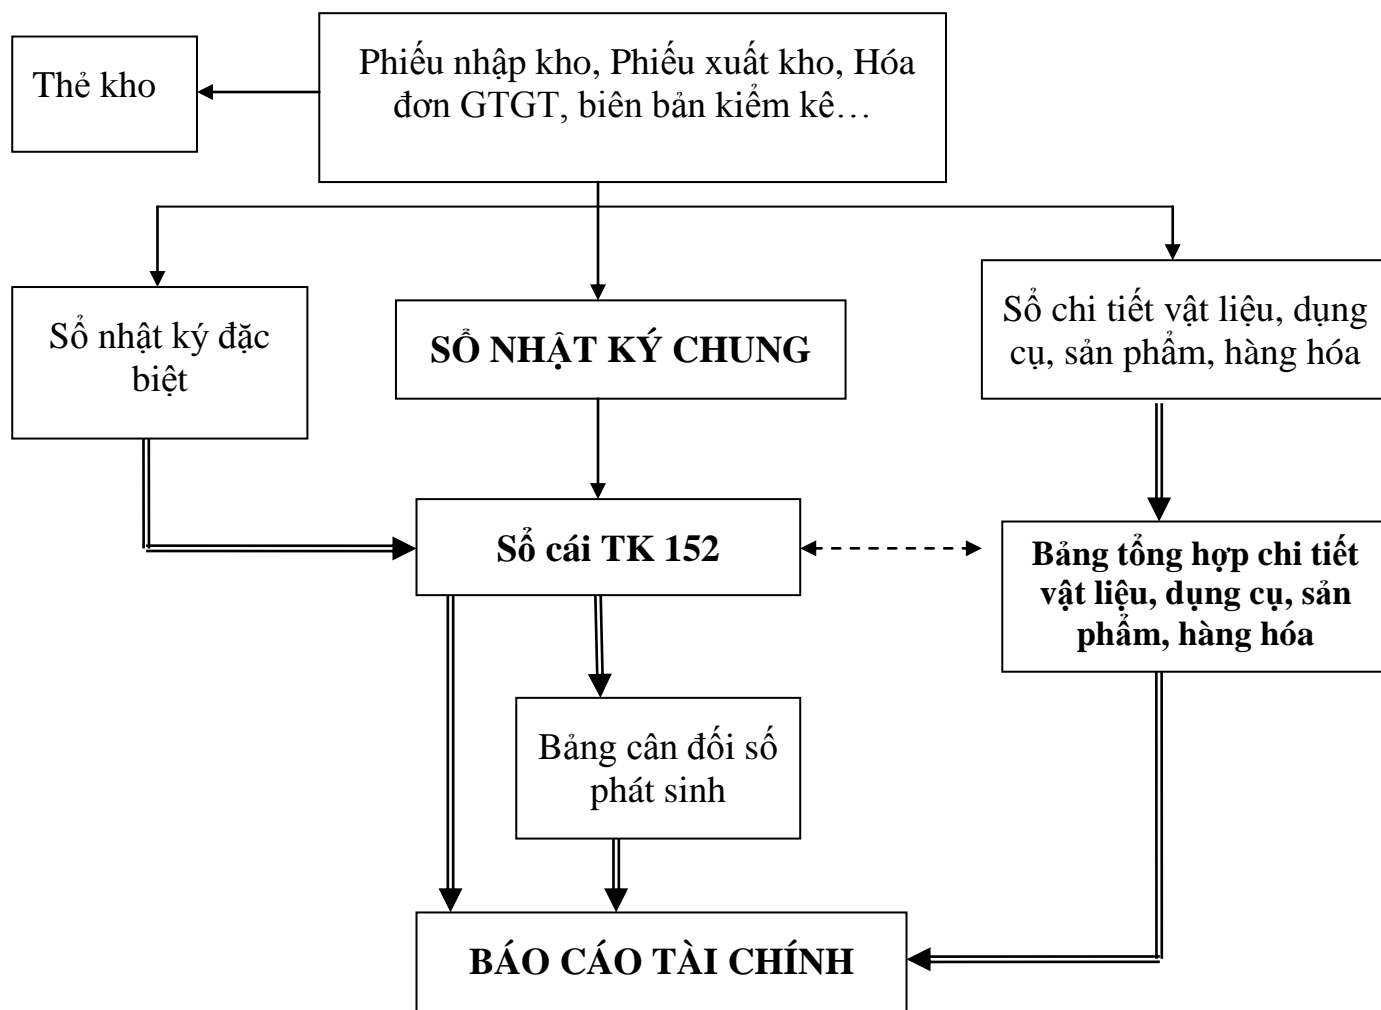 Thẻ kho
Phiếu nhập kho, Phiếu xuất kho, Hóa
đơn GTGT, biên bản kiểm kê…
Sổ nhật ký đặc
biệt
SỔ NHẬT KÝ CHUNG
Sổ chi tiết vật liệu, dụng
cụ, sản phẩm, hàng hóa
Sổ cái TK 152
Bảng tổng hợp chi tiết
vật liệu, dụng cụ, sản
phẩm, hàng hóa
Bảng cân đối số
phát sinh
BÁO CÁO TÀI CHÍNH